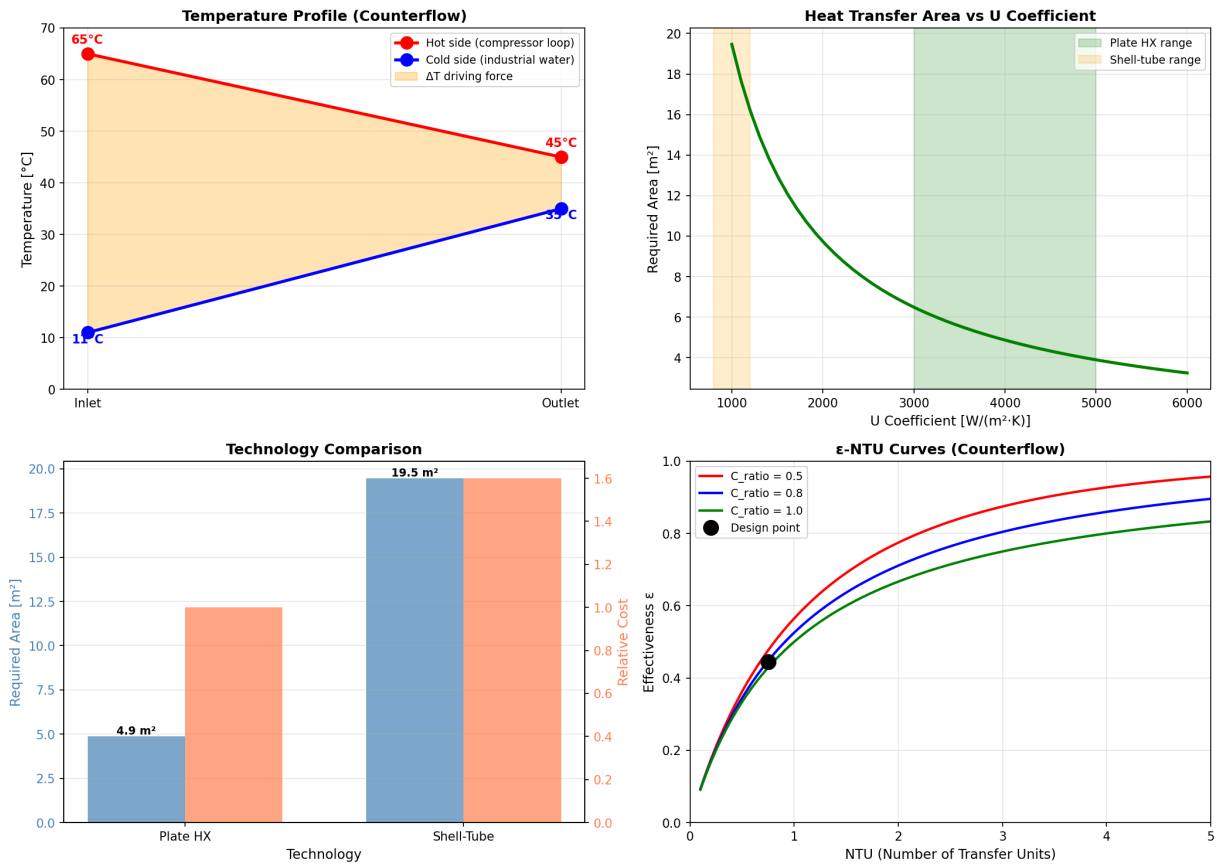 Temperature Profile (Counterflow)
70
60
50
40
30
20
10
0
Temperature [°C]
65°C
45°C
35°C
11°C
Hot side (compressor loop)
Cold side (industrial water)
ΔT driving force
Inlet
Outlet
Heat Transfer Area vs U Coefficient
20
18
16
14
12
10
8
6
4
Required Area [m²]
Plate HX range
Shell-tube range
1000
2000
3000
4000
5000
6000
U Coefficient [W/(m²·K)]
Technology Comparison
20.0
17.5
15.0
12.5
10.0
7.5
5.0
2.5
0.0
Required Area [m²]
4.9 m²
19.5 m²
1.6
1.4
1.2
1.0
0.8
0.6
0.4
0.2
0.0
Relative Cost
Plate HX
Shell-Tube
Technology
ε-NTU Curves (Counterflow)
1.0
0.8
0.6
0.4
0.2
0.0
Effectiveness ε
C_ratio = 0.5
C_ratio = 0.8
C_ratio = 1.0
Design point
0
1
2
3
4
5
NTU (Number of Transfer Units)